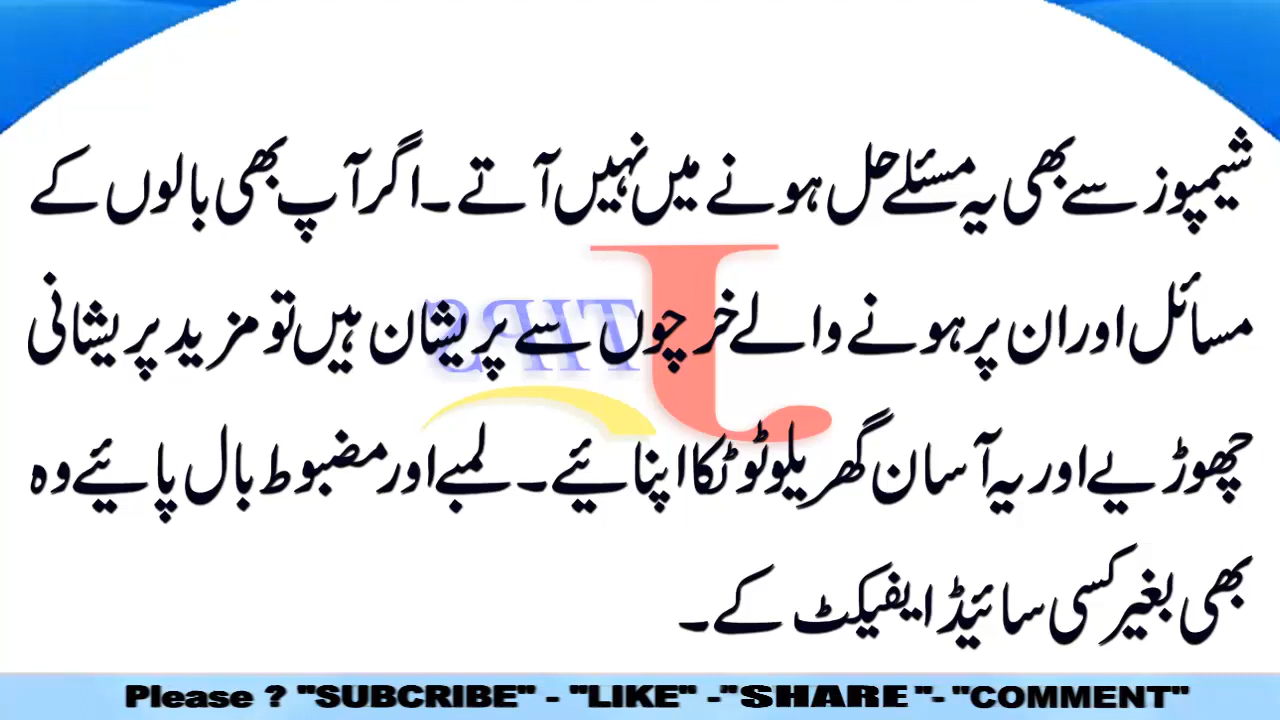 شیمپوز سے بھی یہ مسئلے حل ہونے میں نہیں آتے۔ اگر آپ بھی بالوں کے
مسائل اور ان پر ہونے والے خرچوں سے پریشان ہیں تو مزید پریشانی
چھوڑیے اور یہ آسان گھریلو ٹوٹکا اپنائیے۔ لمبے اور مضبوط بال پائیے وہ
بھی بغیر کسی سائیڈ ایفیکٹ کے۔
J TIPS
Please ? "SUBCRIBE" - "LIKE" -"SHARE "- "COMMENT"